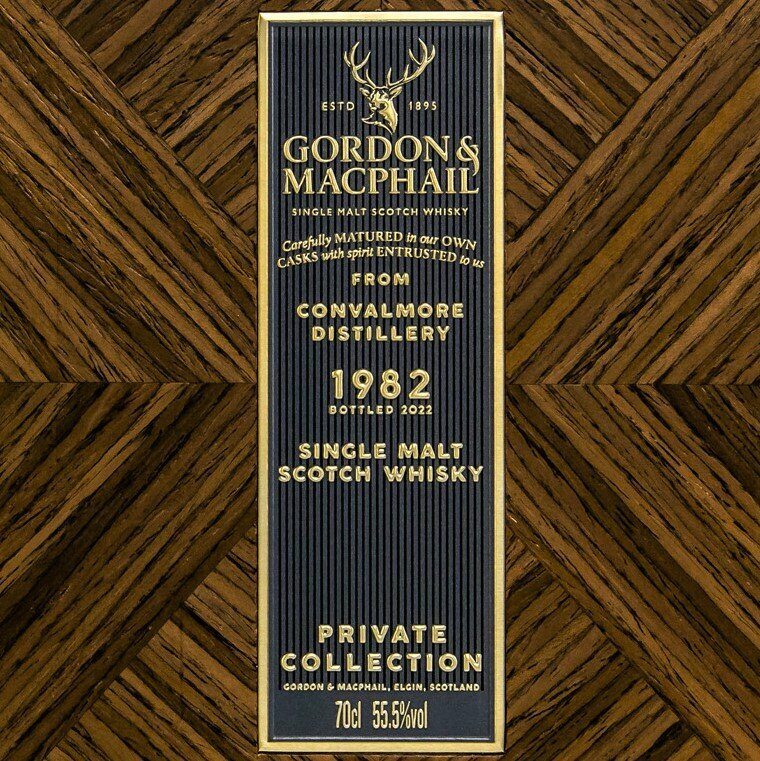 ESTD 1895
GORDON &
MACPHAIL
SINGLE MALT SCOTCH WHISKY
Carefully MATURED in our OWN
CASKS with spirit ENTRUSTED to us
FROM
CONVALMORE
DISTILLERY
1982
BOTTLED 2022
SINGLE MALT
SCOTCH WHISKY
PRIVATE
COLLECTION
GORDON & MACPHAIL, ELGIN, SCOTLAND
70cl 55.5%vol